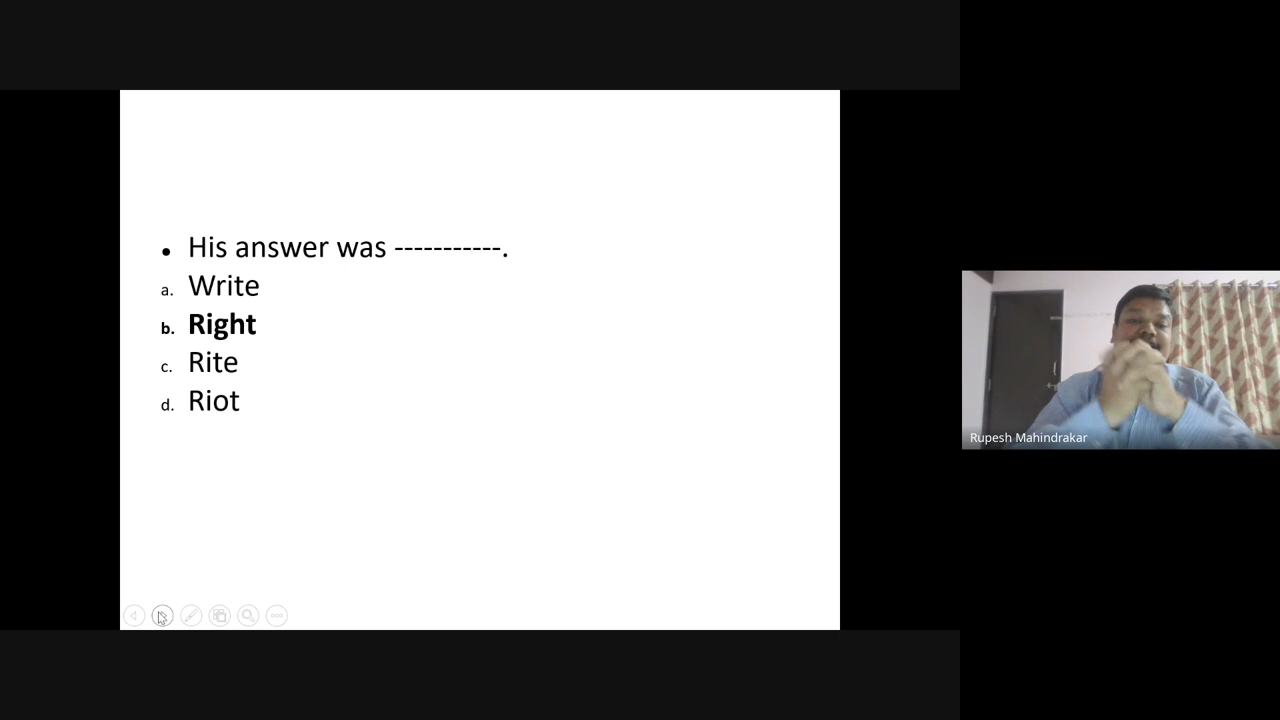 • His answer was -----------.
a. Write
b. Right
c. Rite
d. Riot
Rupesh Mahindrakar